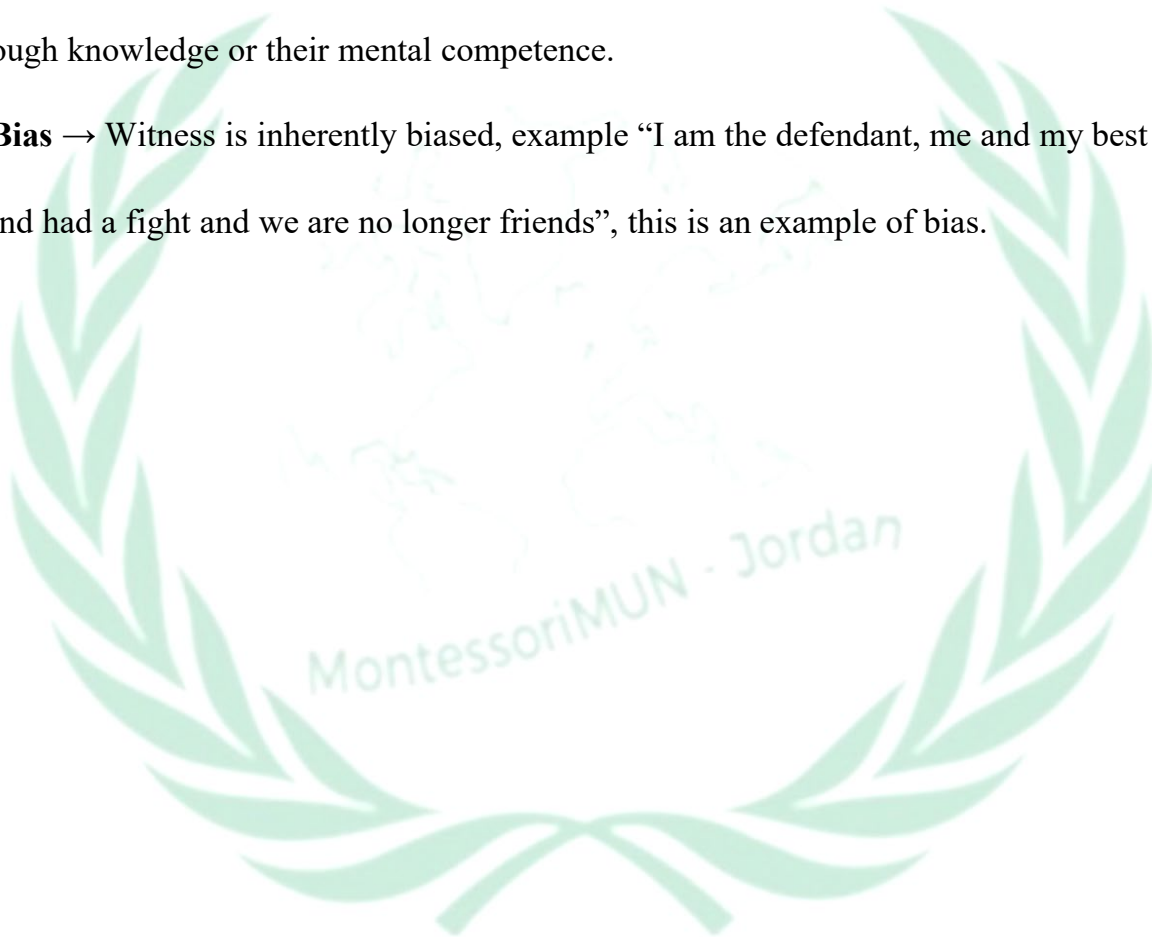 ough knowledge or their mental competence.
Bias → Witness is inherently biased, example “I am the defendant, me and my best
nd had a fight and we are no longer friends”, this is an example of bias.
MontessoriMUN - Jordan